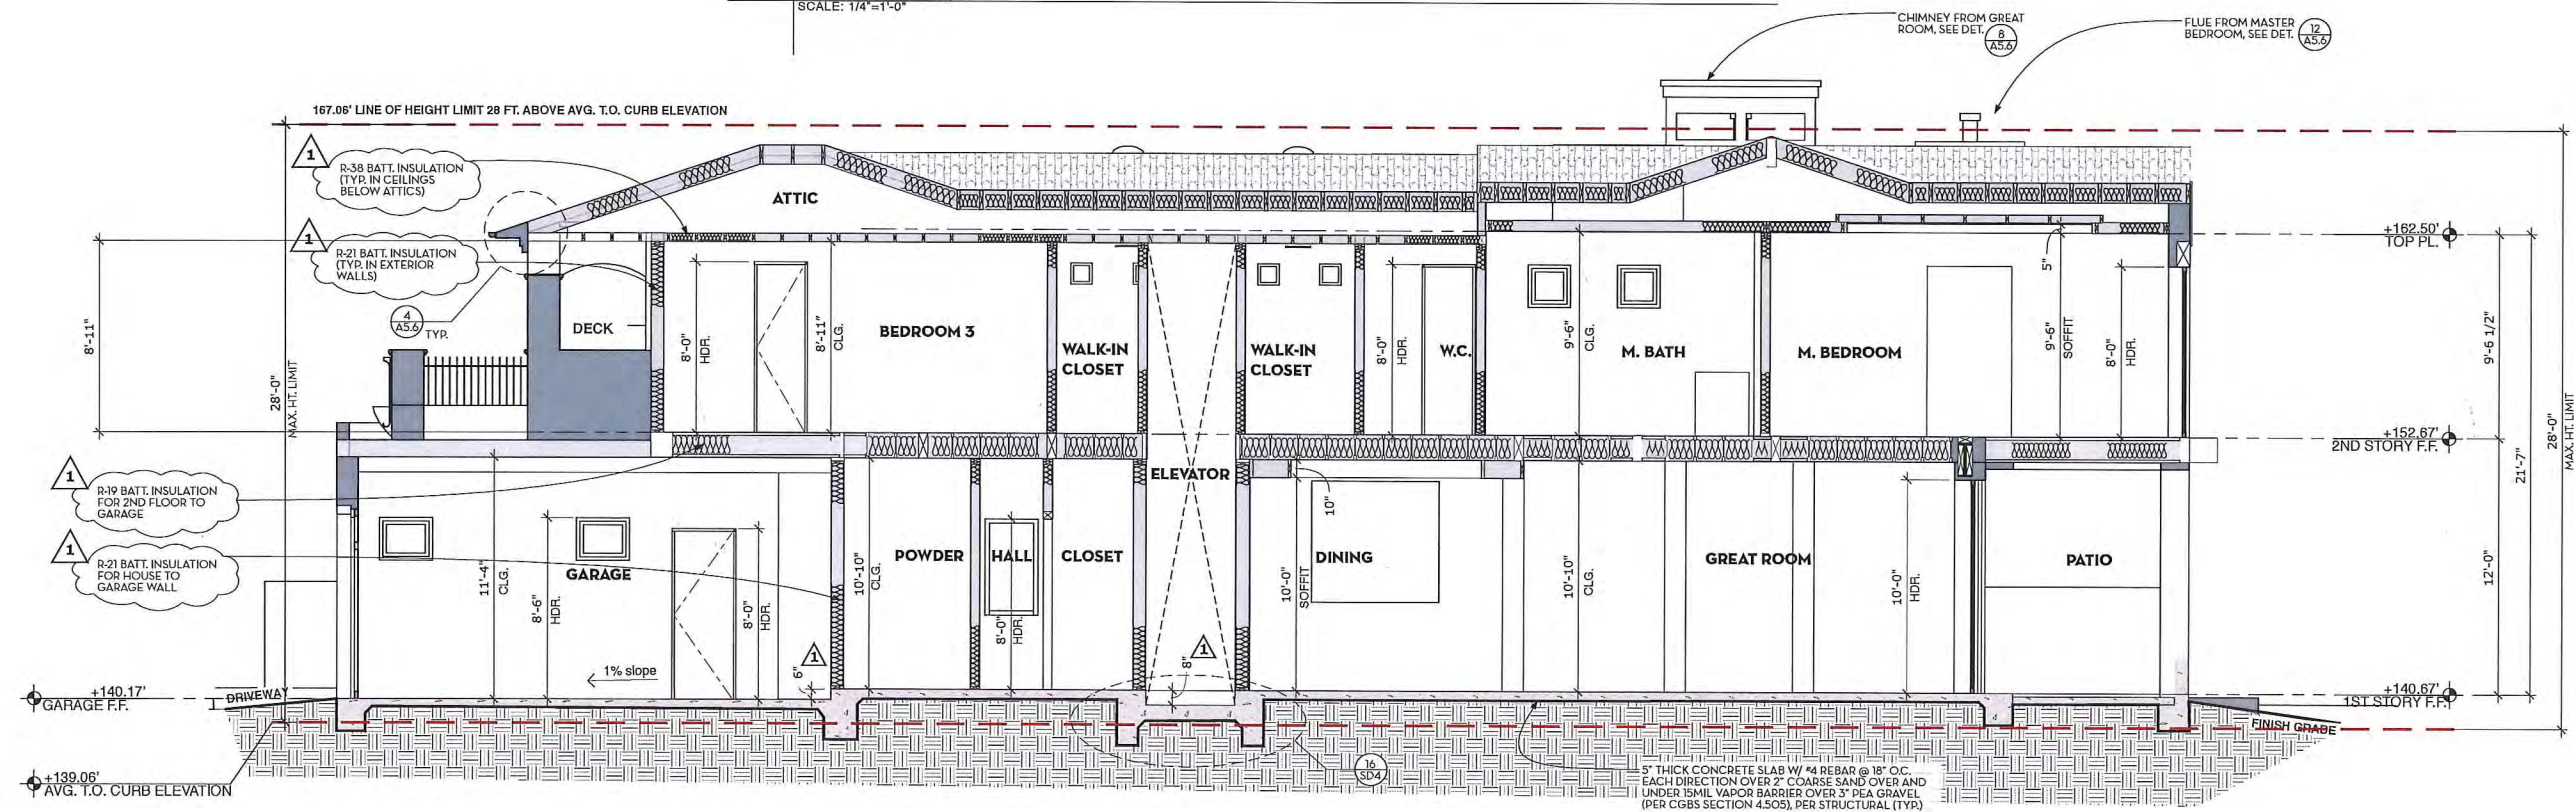 SCALE: 1/4"=1'-0"
CHIMNEY FROM GREAT
ROOM, SEE DET.
8
A5.6
FLUE FROM MASTER
BEDROOM, SEE DET.
12
A5.6
167.06' LINE OF HEIGHT LIMIT 28 FT. ABOVE AVG. T.O. CURB ELEVATION
1
R-38 BATT. INSULATION
(TYP. IN CEILINGS
BELOW ATTICS)
ATTIC
1
R-21 BATT. INSULATION
(TYP. IN EXTERIOR
WALLS)
4
A5.6
TYP.
8'-11"
28'-0"
MAX. HT. LIMIT
DECK
8'-0"
HDR.
8'-11"
CLG.
BEDROOM 3
WALK-IN
CLOSET
WALK-IN
CLOSET
8'-0"
HDR.
W.C.
9'-6"
CLG.
M. BATH
M. BEDROOM
5"
9'-6"
SOFFIT
8'-0"
HDR.
+162.50'
TOP PL.
9'-6 1/2"
+152.67'
2ND STORY F.F.
21'-7"
28'-0"
MAX. HT. LIMIT
1
R-19 BATT. INSULATION
FOR 2ND FLOOR TO
GARAGE
1
R-21 BATT. INSULATION
FOR HOUSE TO
GARAGE WALL
11'-4"
CLG.
8'-6"
HDR.
GARAGE
8'-0"
HDR.
1% slope
6"
1
10'-10"
CLG.
POWDER
HALL
8'-0"
HDR.
CLOSET
ELEVATOR
8"
1
10"
10'-0"
SOFFIT
DINING
10'-10"
CLG.
GREAT ROOM
10'-0"
HDR.
PATIO
12'-0"
+140.17'
GARAGE F.F.
DRIVEWAY
+140.67'
1ST STORY F.F.
FINISH GRADE
+139.06'
AVG. T.O. CURB ELEVATION
16
SD4
5" THICK CONCRETE SLAB W/ #4 REBAR @ 18" O.C.
EACH DIRECTION OVER 2" COARSE SAND OVER AND
UNDER 15MIL VAPOR BARRIER OVER 3" PEA GRAVEL
(PER CGBS SECTION 4.505), PER STRUCTURAL (TYP.)